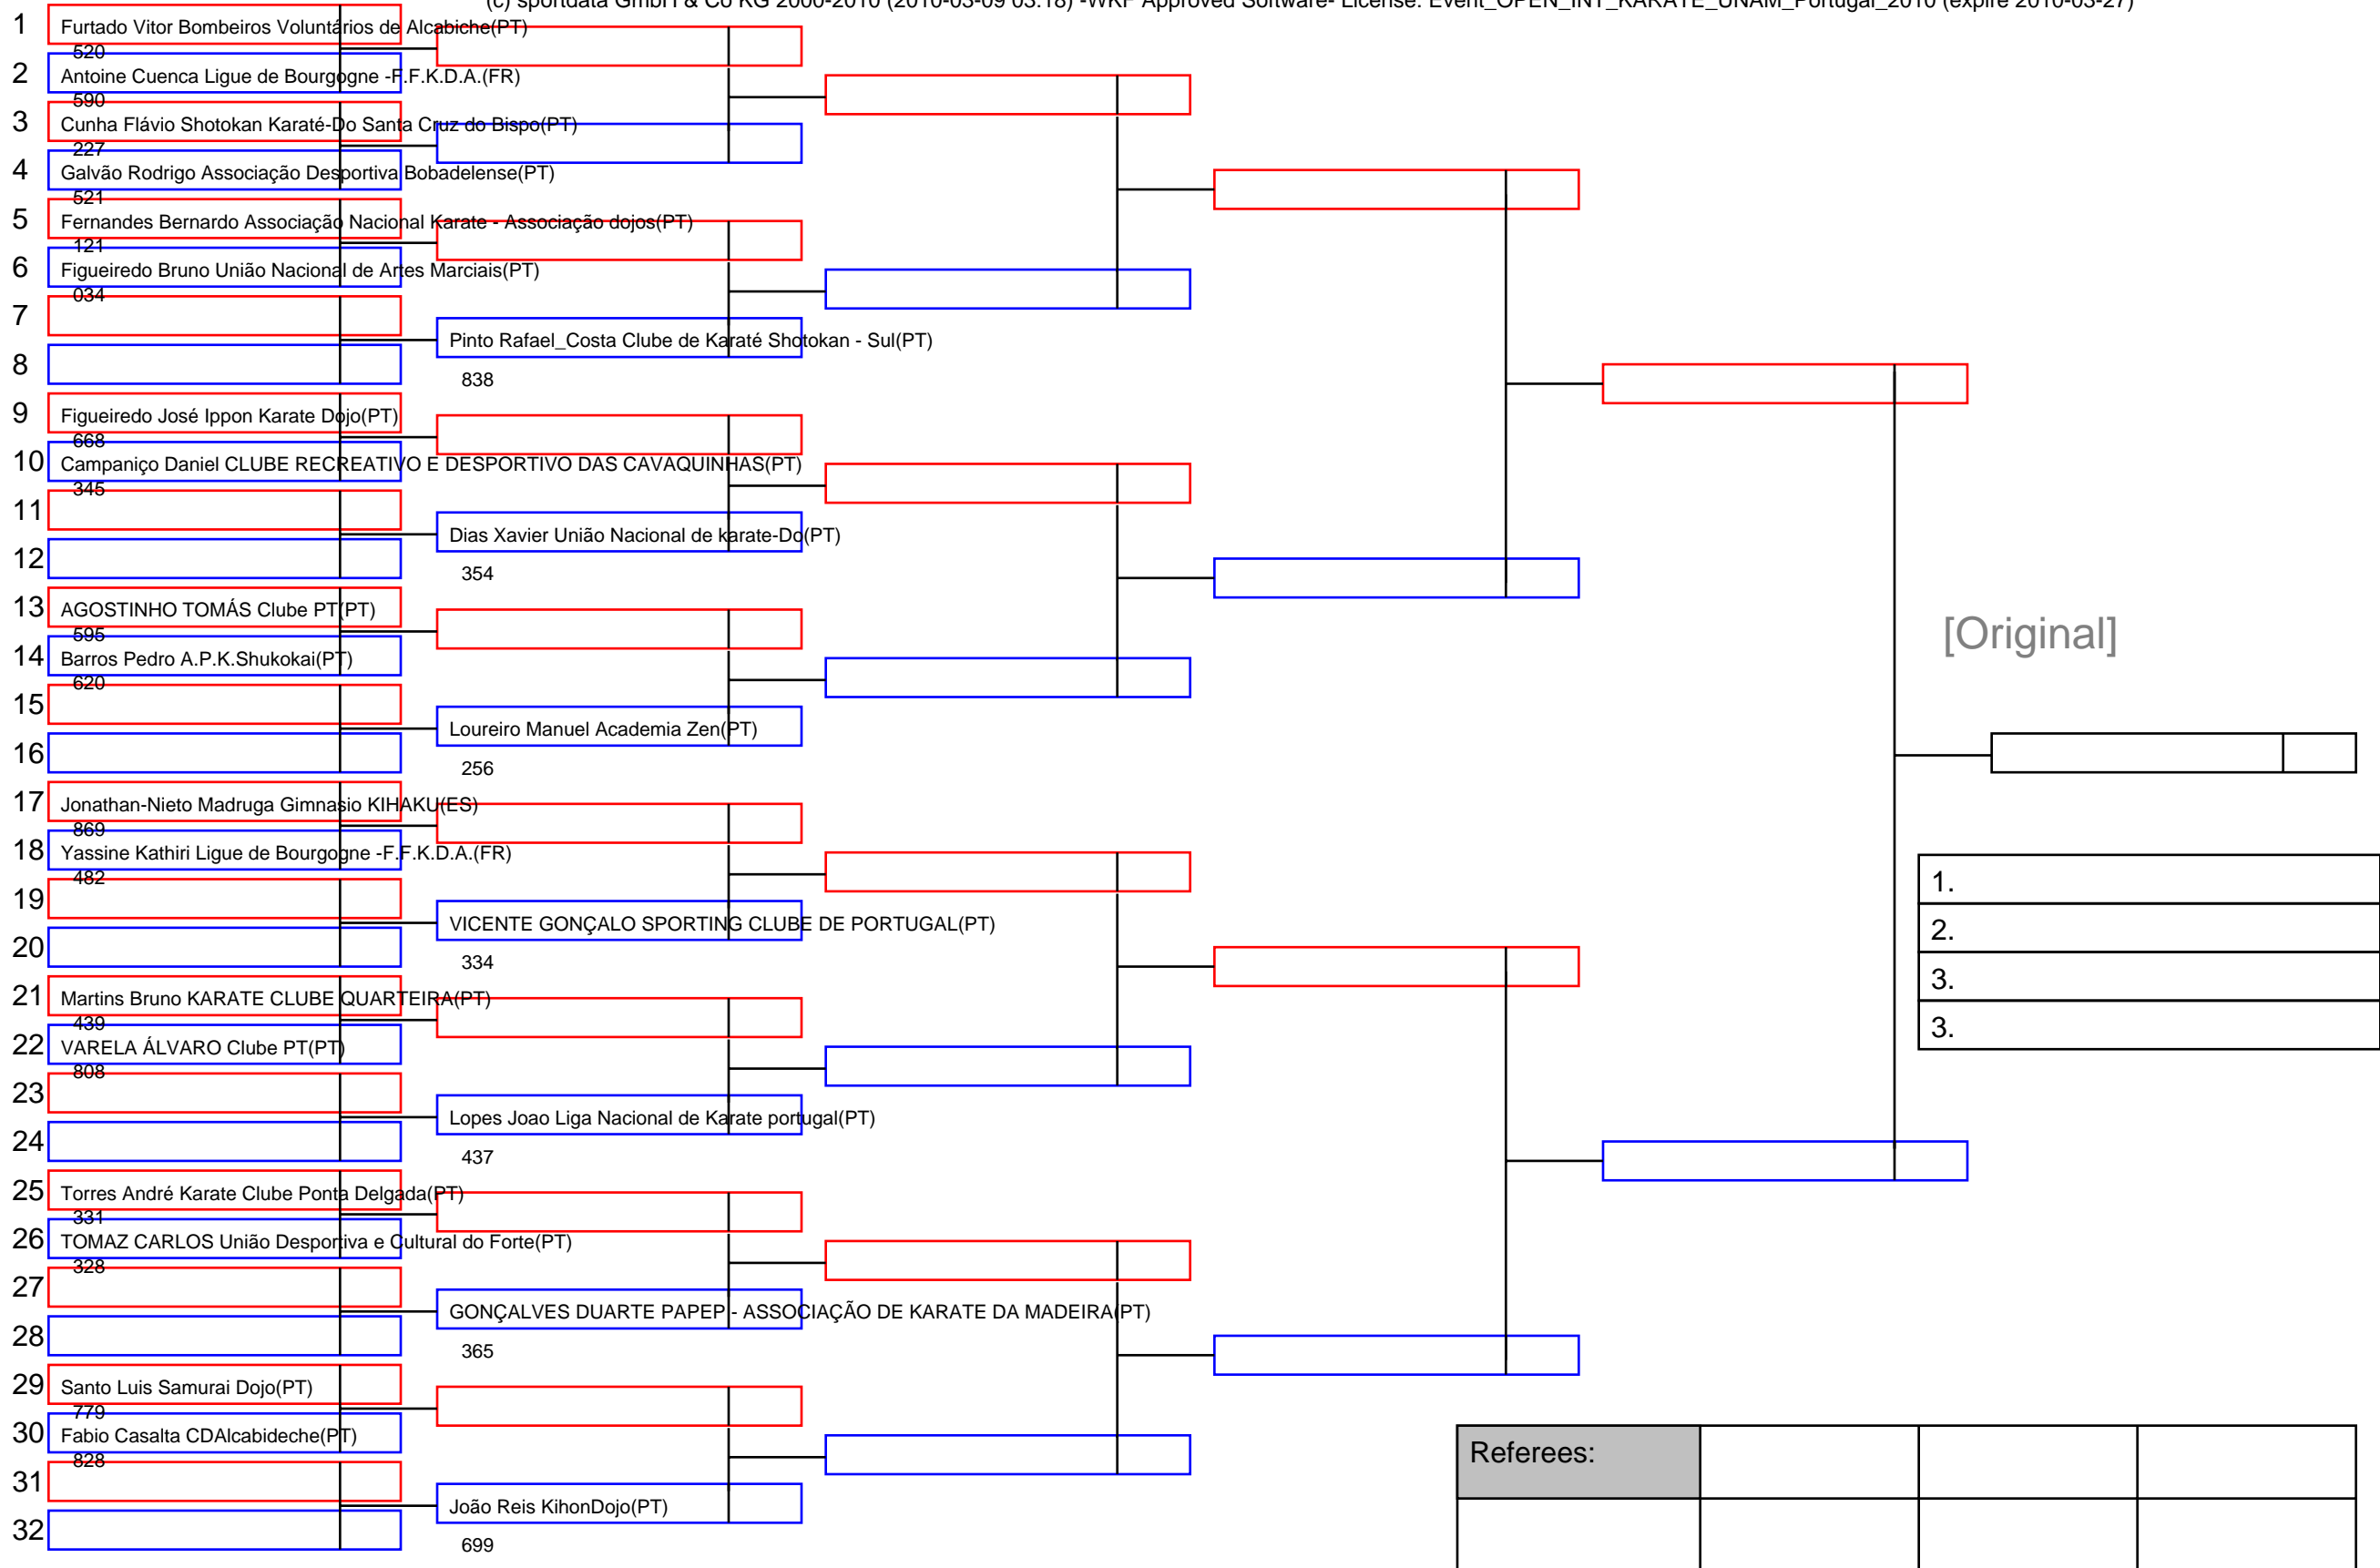 (c) sportdata GmbH & Co KG 2000-2010 (2010-03-09 03:18) -WKF Approved Software- License: Event_OPEN_INT_KARATE_UNAM_Portugal_2010 (expire 2010-03-27)
1 Furtado Vitor Bombeiros Voluntários de Alcabiche(PT)
520
2 Antoine Cuenca Ligue de Bourgogne -F.F.K.D.A.(FR)
590
3 Cunha Flávio Shotokan Karaté-Do Santa Cruz do Bispo(PT)
227
4 Galvão Rodrigo Associação Desportiva Bobadelense(PT)
521
5 Fernandes Bernardo Associação Nacional Karate - Associação dojos(PT)
121
6 Figueiredo Bruno União Nacional de Artes Marciais(PT)
034
7
Pinto Rafael_Costa Clube de Karaté Shotokan - Sul(PT)
8
838
9 Figueiredo José Ippon Karate Dojo(PT)
668
10 Campaniço Daniel CLUBE RECREATIVO E DESPORTIVO DAS CAVAQUINHAS(PT)
345
11
Dias Xavier União Nacional de karate-Do(PT)
12
354
13 AGOSTINHO TOMÁS Clube PT(PT)
595
[Original]
14 Barros Pedro A.P.K.Shukokai(PT)
620
15
Loureiro Manuel Academia Zen(PT)
16
256
17 Jonathan-Nieto Madruga Gimnasio KIHAKU(ES)
869
18 Yassine Kathiri Ligue de Bourgogne -F.F.K.D.A.(FR)
482
1.
19
VICENTE GONÇALO SPORTING CLUBE DE PORTUGAL(PT)
2.
20
334
3.
21 Martins Bruno KARATE CLUBE QUARTEIRA(PT)
439
3.
22 VARELA ÁLVARO Clube PT(PT)
808
23
Lopes Joao Liga Nacional de Karate portugal(PT)
24
437
25 Torres André Karate Clube Ponta Delgada(PT)
331
26 TOMAZ CARLOS União Desportiva e Cultural do Forte(PT)
328
27
GONÇALVES DUARTE PAPEP - ASSOCIAÇÃO DE KARATE DA MADEIRA(PT)
28
365
29 Santo Luis Samurai Dojo(PT)
779
30 Fabio Casalta CDAlcabideche(PT)
828
Referees:
31
João Reis KihonDojo(PT)
32
699